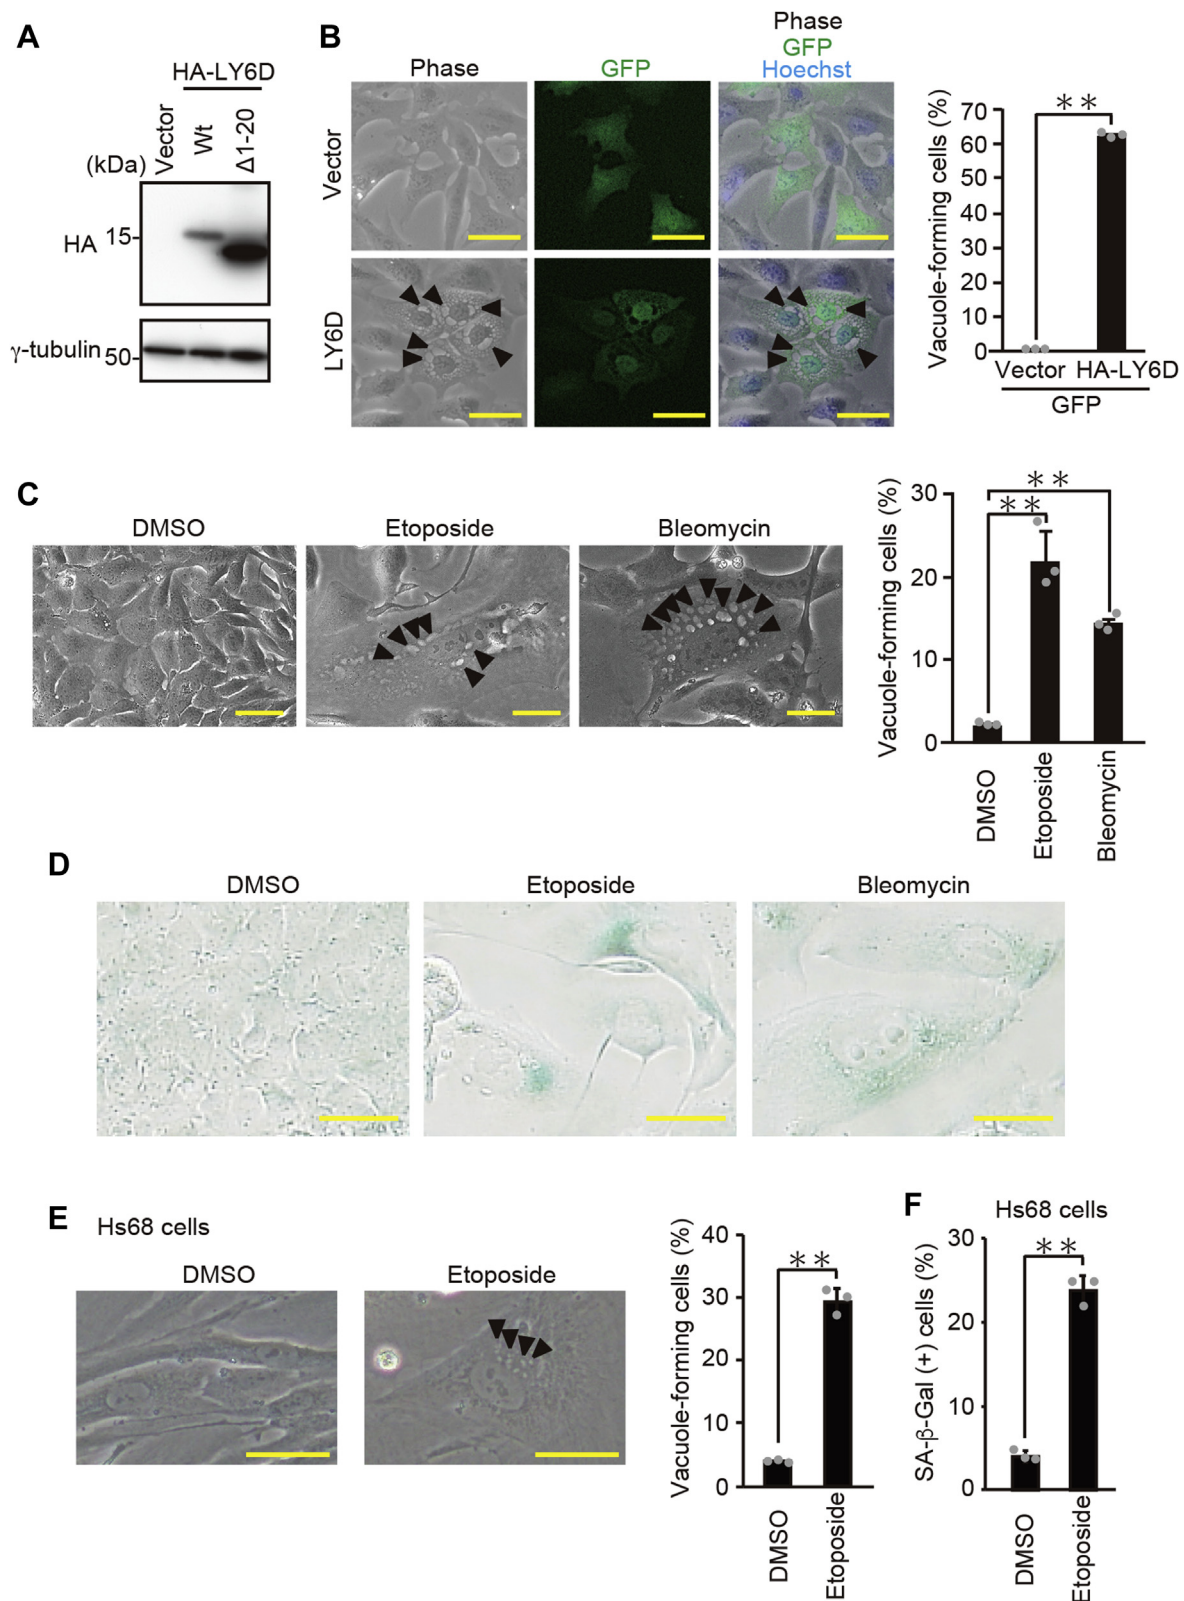 A
HA-LY6D
(kDa)
Vector
Wt
Δ1-20
HA
15
γ-tubulin
50
B
Phase
GFP
Phase
GFP
Hoechst
Vector
LY6D
Vacuole-forming cells (%)
70
60
50
40
30
20
10
0
**
Vector HA-LY6D
GFP
C
DMSO
Etoposide
Bleomycin
Vacuole-forming cells (%)
30
20
10
0
**
**
DMSO
Etoposide
Bleomycin
D
DMSO
Etoposide
Bleomycin
E
Hs68 cells
DMSO
Etoposide
Vacuole-forming cells (%)
40
30
20
10
0
**
DMSO
Etoposide
F
Hs68 cells
SA-β-Gal (+) cells (%)
30
20
10
0
**
DMSO
Etoposide